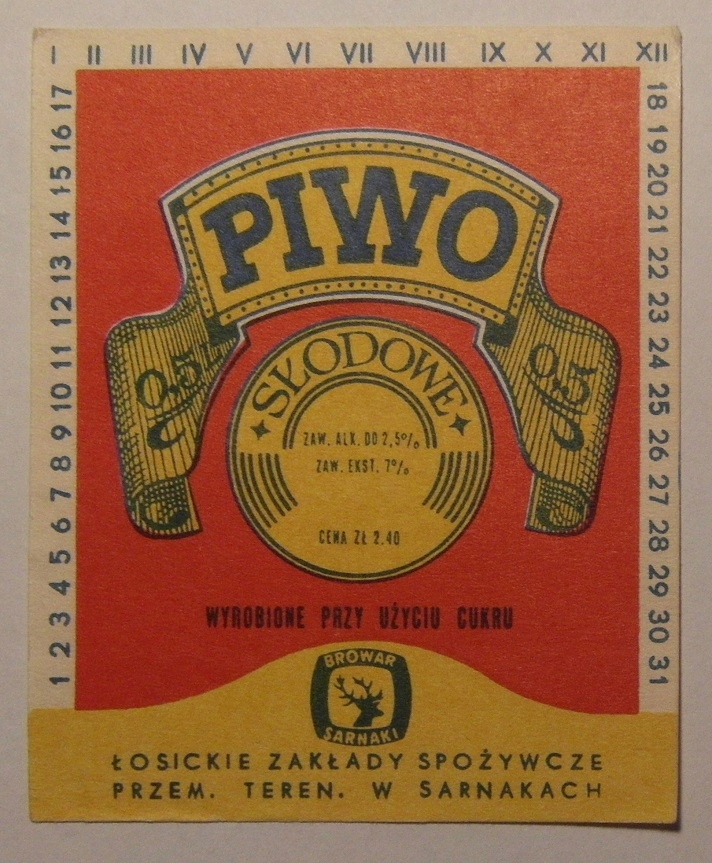 I II III IV V VI VII VIII IX X XI XII
1 2 3 4 5 6 7 8 9 10 11 12 13 14 15 16 17
18 19 20 21 22 23 24 25 26 27 28 29 30 31
PIWO
0,5
0,5
SŁODOWE
ZAW. ALK. DO 2,5%
ZAW. EKST. 7%
CENA ZŁ 2.40
WYROBIONE PRZY UŻYCIU CUKRU
BROWAR
SARNAKI
ŁOSICKIE ZAKŁADY SPOŻYWCZE
PRZEM. TEREN. W SARNAKACH